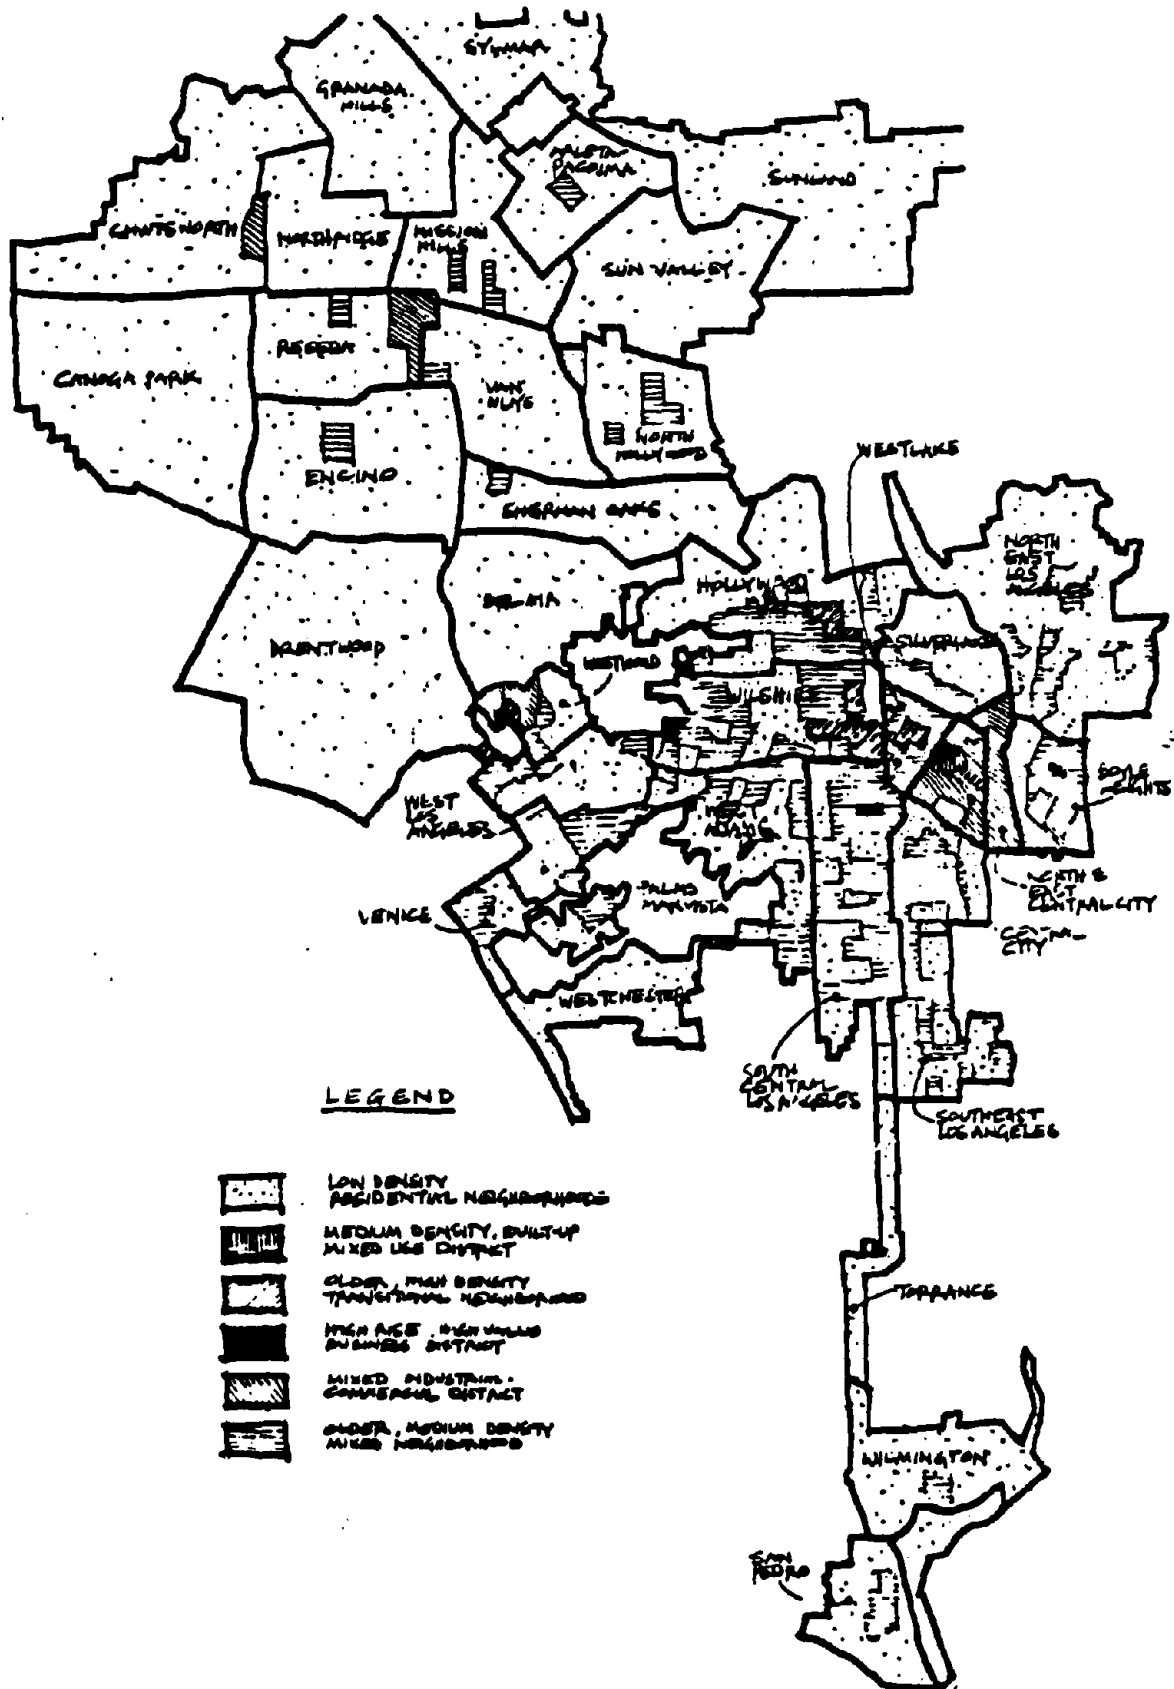 SYLMAR
GRANADA
HILLS
PACOIMA
SUNLAND
CHATSWORTH
NORTHRIDGE
MISSION
HILLS
SUN VALLEY
RESEDA
CANOGA PARK
VAN
NUYS
NORTH
HOLLYWOOD
WESTLAKE
ENCINO
SHERMAN OAKS
NORTH
EAST
LOS
ANGELES
HOLLYWOOD
BEL-AIR
SILVERLAKE
BRENTWOOD
WESTWOOD
WILSHIRE
BOYLE
HEIGHTS
WEST
LOS
ANGELES
WEST
ADAMS
NORTH &
EAST
CENTRAL CITY
PALMS
MAR VISTA
VENICE
CENTRAL
CITY
WESTCHESTER
SOUTH
CENTRAL
LOS ANGELES
SOUTHEAST
LOS ANGELES
LEGEND
LOW DENSITY
RESIDENTIAL NEIGHBORHOODS
MEDIUM DENSITY, BUILT-UP
MIXED USE DISTRICT
OLDER, HIGH DENSITY
TRANSITIONAL NEIGHBORHOOD
HIGH RISE, HIGH VALUE
BUSINESS DISTRICT
MIXED INDUSTRIAL-
COMMERCIAL DISTRICT
OLDER, MEDIUM DENSITY
MIXED NEIGHBORHOOD
TORRANCE
WILMINGTON
SAN
PEDRO